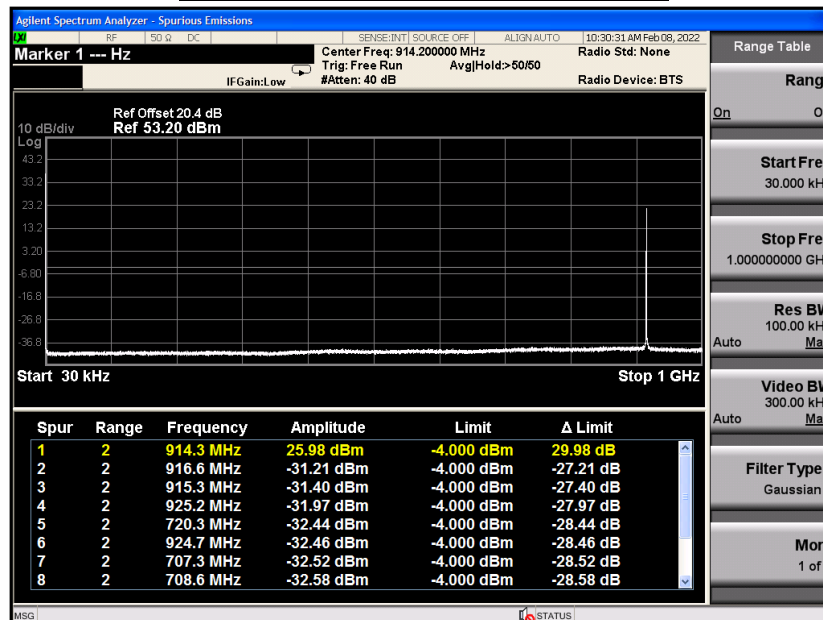 Agilent Spectrum Analyzer - Spurious Emissions
LXI RF 50 Ω DC SENSE:INT SOURCE OFF ALIGN AUTO 10:30:31 AM Feb 08, 2022
Marker 1 --- Hz
Center Freq: 914.200000 MHz
Radio Std: None
Trig: Free Run Avg|Hold:>50/50
IFGain:Low #Atten: 40 dB Radio Device: BTS
Ref Offset 20.4 dB
10 dB/div Ref 53.20 dBm
Log
43.2
33.2
23.2
13.2
3.20
-6.80
-16.8
-26.8
-36.8
Start 30 kHz Stop 1 GHz
Spur Range Frequency Amplitude Limit Δ Limit
1 2 914.3 MHz 25.98 dBm -4.000 dBm 29.98 dB
2 2 916.6 MHz -31.21 dBm -4.000 dBm -27.21 dB
3 2 915.3 MHz -31.40 dBm -4.000 dBm -27.40 dB
4 2 925.2 MHz -31.97 dBm -4.000 dBm -27.97 dB
5 2 720.3 MHz -32.44 dBm -4.000 dBm -28.44 dB
6 2 924.7 MHz -32.46 dBm -4.000 dBm -28.46 dB
7 2 707.3 MHz -32.52 dBm -4.000 dBm -28.52 dB
8 2 708.6 MHz -32.58 dBm -4.000 dBm -28.58 dB
MSG STATUS
Range Table
Rang
On O
Start Fre
30.000 kH
Stop Fre
1.000000000 GH
Res BW
100.00 kH
Auto Ma
Video BW
300.00 kH
Auto Ma
Filter Type
Gaussian
Mor
1 of